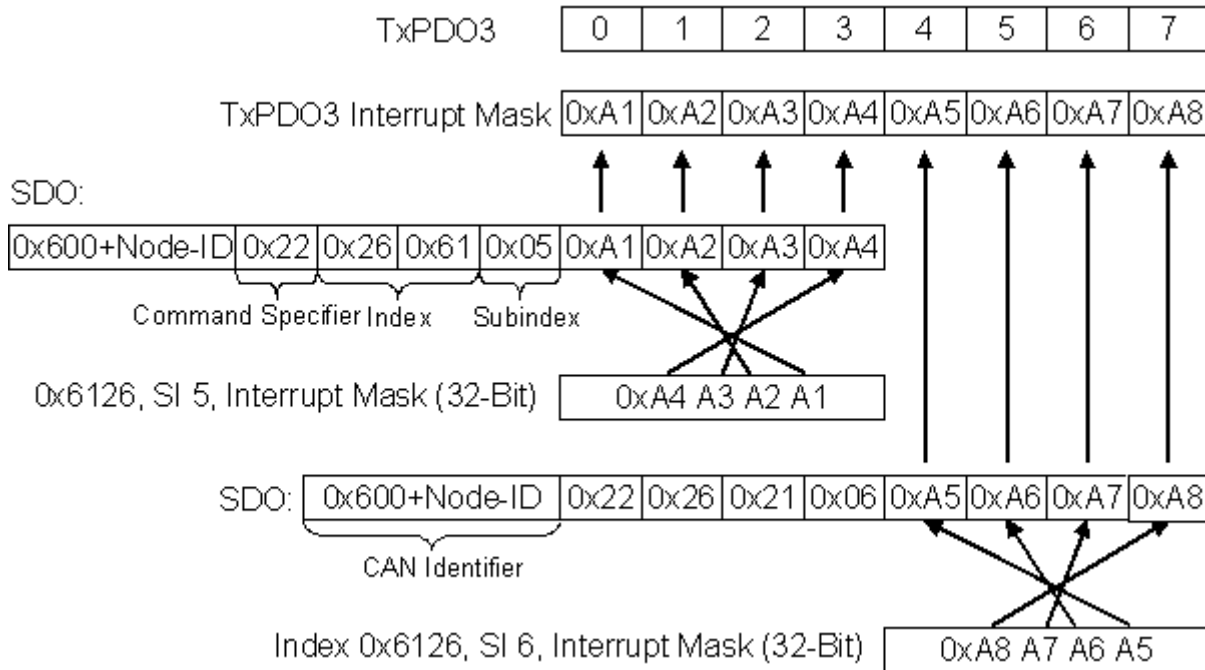 TxPDO3 0 1 2 3 4 5 6 7
TxPDO3 Interrupt Mask 0xA1 0xA2 0xA3 0xA4 0xA5 0xA6 0xA7 0xA8
SDO:
0x600+Node-ID 0x22 0x26 0x61 0x05 0xA1 0xA2 0xA3 0xA4
Command Specifier Index Subindex
0x6126, SI 5, Interrupt Mask (32-Bit) 0xA4 A3 A2 A1
SDO: 0x600+Node-ID 0x22 0x26 0x21 0x06 0xA5 0xA6 0xA7 0xA8
CAN Identifier
Index 0x6126, SI 6, Interrupt Mask (32-Bit) 0xA8 A7 A6 A5